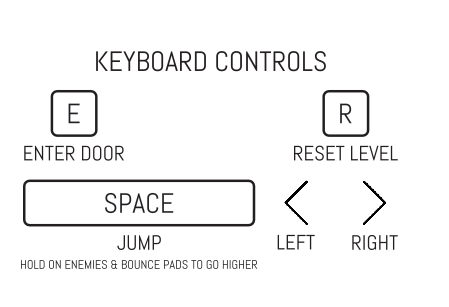 KEYBOARD CONTROLS
E
R
ENTER DOOR
RESET LEVEL
SPACE
JUMP
LEFT
RIGHT
HOLD ON ENEMIES & BOUNCE PADS TO GO HIGHER